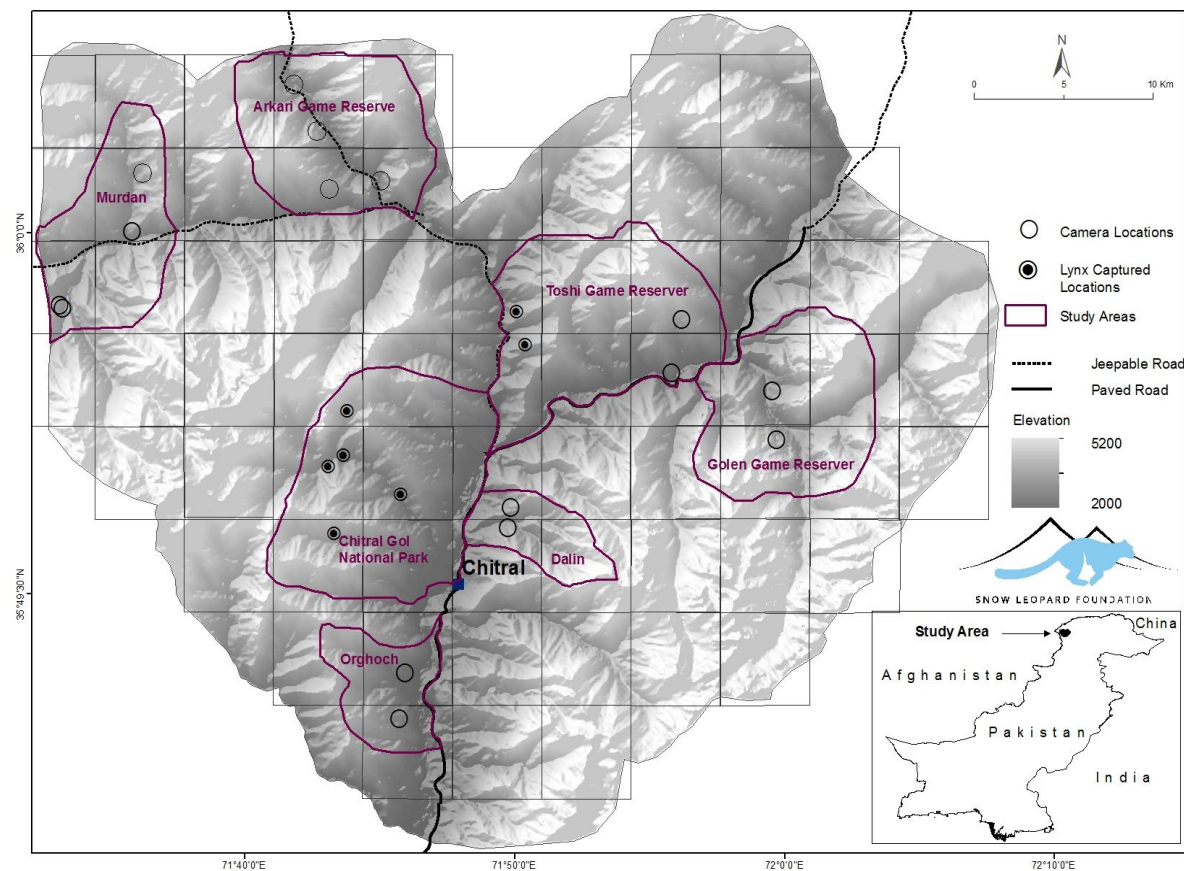 N
0 5 10 Km
Arkari Game Reserve
Murdan
36°0'0"N
Toshi Game Reserver
Golen Game Reserver
Chitral Gol
National Park
Dalin
Chitral
35°49'30"N
Orghoch
Camera Locations
Lynx Captured
Locations
Study Areas
Jeepable Road
Paved Road
Elevation
5200
2000
SNOW LEOPARD FOUNDATION
Study Area
China
Afghanistan
Pakistan
India
71°40'0"E 71°50'0"E 72°0'0"E 72°10'0"E